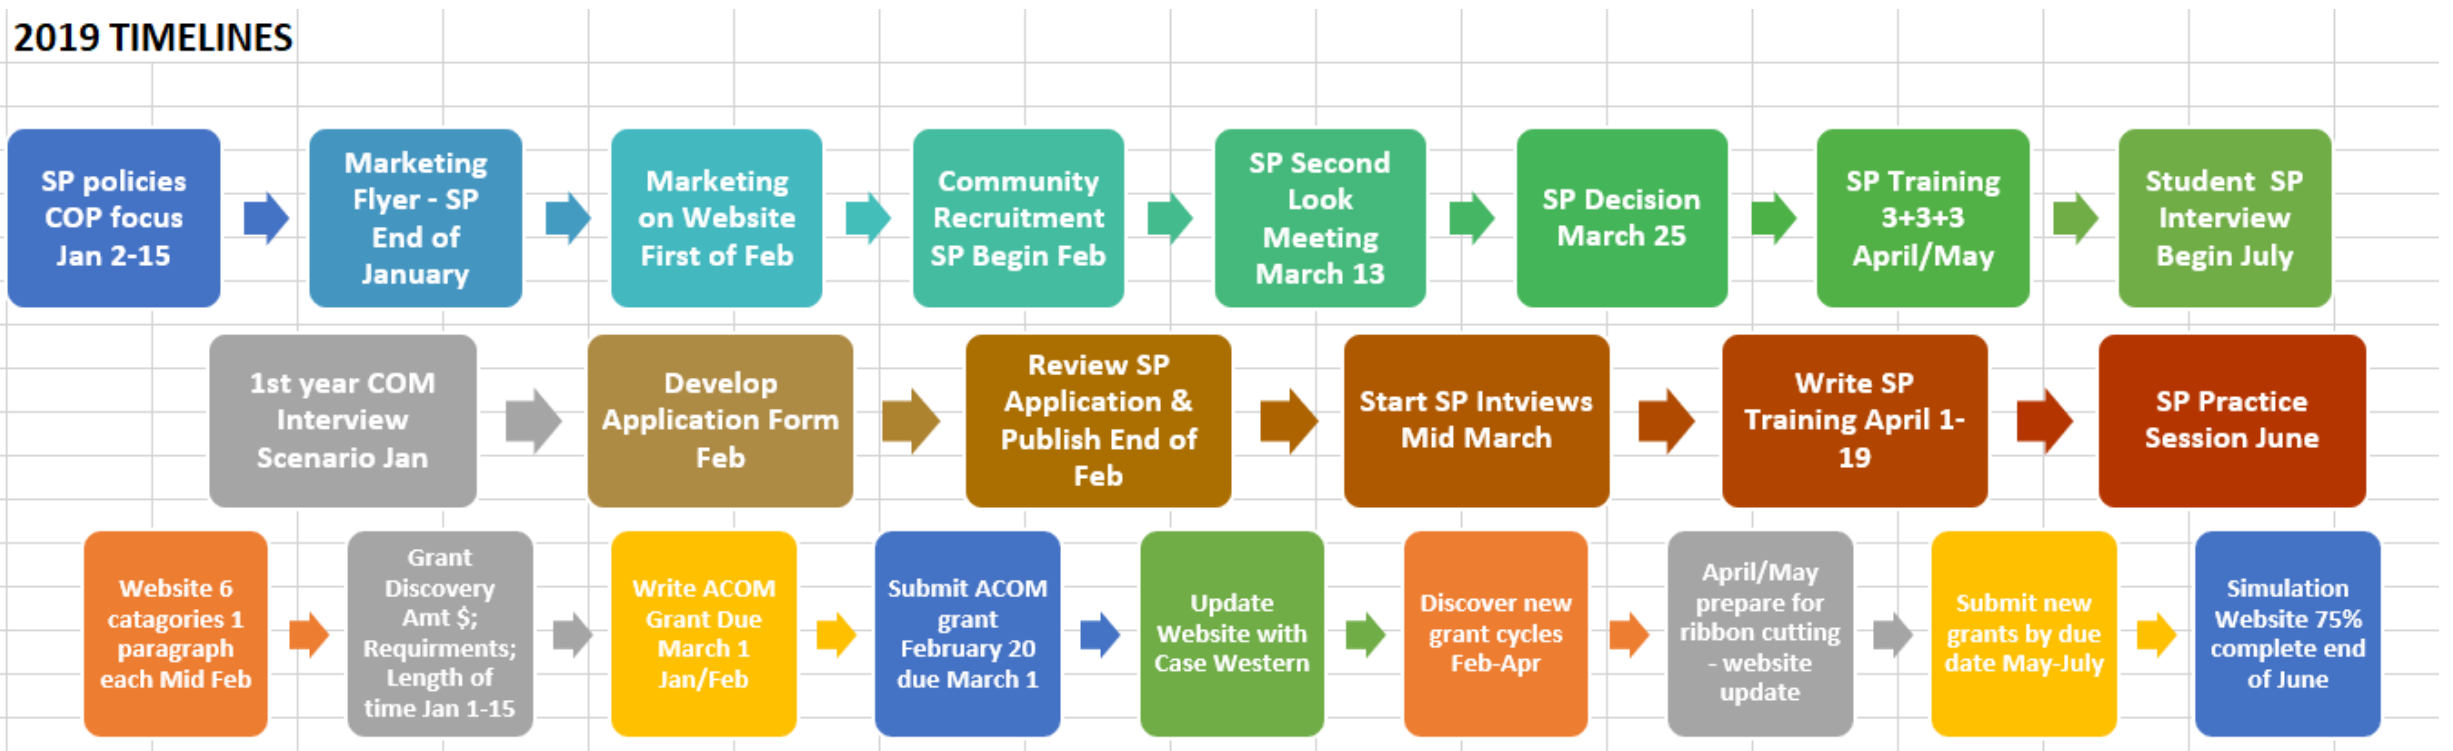 2019 TIMELINES
SP policies
COP focus
Jan 2-15
Marketing
Flyer - SP
End of
January
Marketing
on Website
First of Feb
Community
Recruitment
SP Begin Feb
SP Second
Look
Meeting
March 13
SP Decision
March 25
SP Training
3+3+3
April/May
Student  SP
Interview
Begin July
1st year COM
Interview
Scenario Jan
Develop
Application Form
Feb
Review SP
Application &
Publish End of
Feb
Start SP Intviews
Mid March
Write SP
Training April 1-
19
SP Practice
Session June
Website 6
catagories 1
paragraph
each Mid Feb
Grant
Discovery
Amt $;
Requirments;
Length of
time Jan 1-15
Write ACOM
Grant Due
March 1
Jan/Feb
Submit ACOM
grant
February 20
due March 1
Update
Website with
Case Western
Discover new
grant cycles
Feb-Apr
April/May
prepare for
ribbon cutting
- website
update
Submit new
grants by due
date May-July
Simulation
Website 75%
complete end
of June